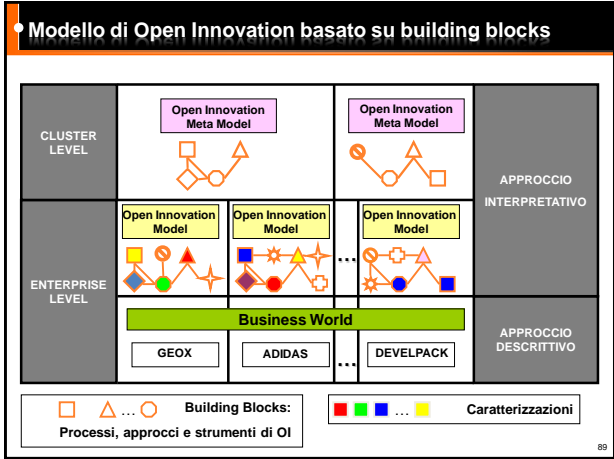 Modello di Open Innovation basato su building blocks
CLUSTER
LEVEL
Open Innovation
Meta Model
Open Innovation
Meta Model
APPROCCIO
INTERPRETATIVO
ENTERPRISE
LEVEL
Open Innovation
Model
Open Innovation
Model
...
Open Innovation
Model
Business World
GEOX
ADIDAS
...
DEVELPACK
APPROCCIO
DESCRITTIVO
... Building Blocks:
Processi, approcci e strumenti di OI
... Caratterizzazioni
89